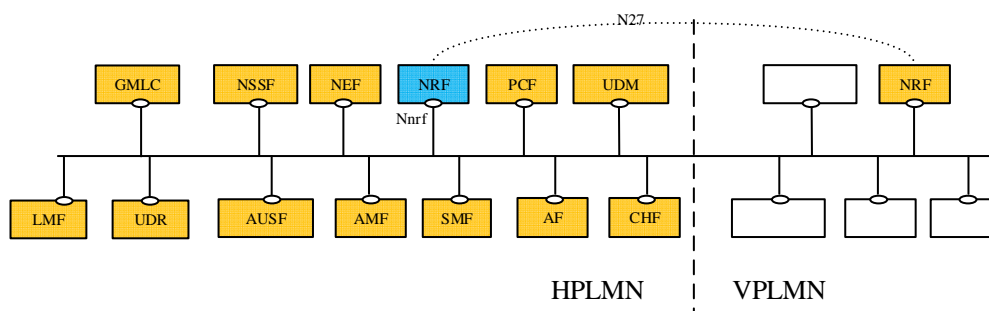 N27
GMLC
NSSF
NEF
NRF
PCF
UDM
NRF
Nnrf
LMF
UDR
AUSF
AMF
SMF
AF
CHF
HPLMN
VPLMN